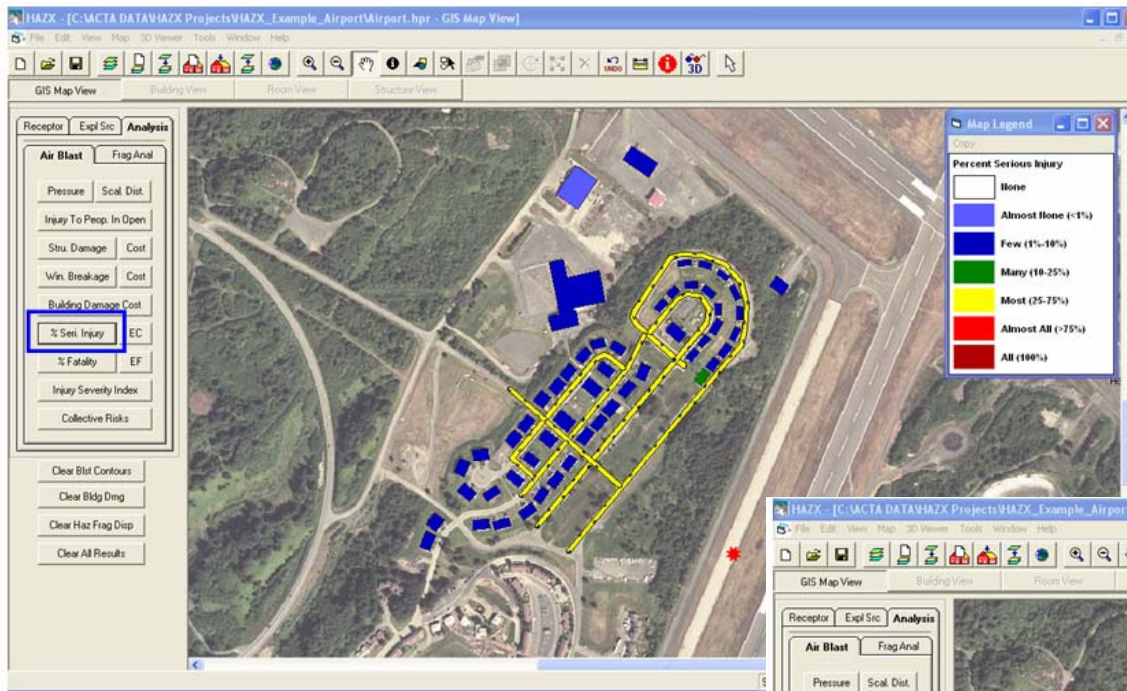 HAZX - [C:\ACTA DATA\HAZX Projects\HAZX_Example_Airport\Airport.hpr - GIS Map View]
File Edit View Map 3D Viewer Tools Window Help
UNDO 3D
GIS Map View Building View Room View Structure View
Receptor Expl Src Analysis
Air Blast Frag Anal
Pressure Scal. Dist.
Injury To Peop. In Open
Stru. Damage Cost
Win. Breakage Cost
Building Damage Cost
% Seri. Injury EC
% Fatality EF
Injury Severity Index
Collective Risks
Clear Blst Contours
Clear Bldg Dmg
Clear Haz Frag Disp
Clear All Results
Map Legend
Copy
Percent Serious Injury
None
Almost None (<1%)
Few (1%-10%)
Many (10-25%)
Most (25-75%)
Almost All (>75%)
All (100%)
HAZX - [C:\ACTA DATA\HAZX Projects\HAZX_Example_Airpor
File Edit View Map 3D Viewer Tools Window Help
GIS Map View Building View Room View
Receptor Expl Src Analysis
Air Blast Frag Anal
Pressure Scal. Dist.